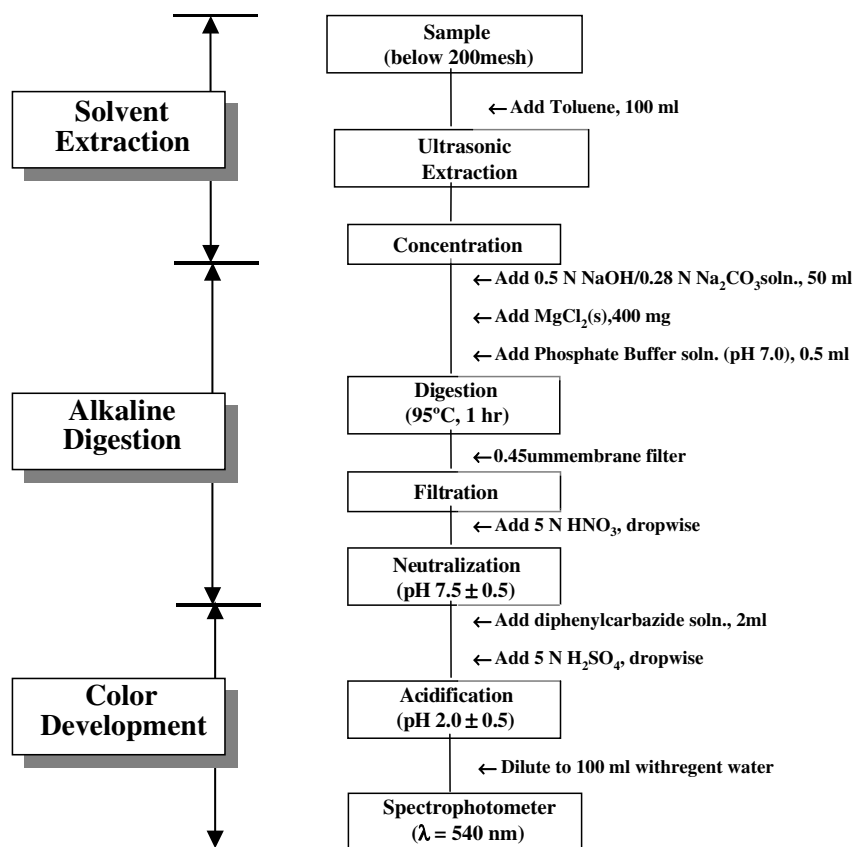 Sample
(below 200mesh)
Solvent
Extraction
←Add Toluene, 100 ml
Ultrasonic
Extraction
Concentration
←Add 0.5 N NaOH/0.28 N Na₂CO₃soln., 50 ml
←Add MgCl₂(s),400 mg
←Add Phosphate Buffer soln. (pH 7.0), 0.5 ml
Alkaline
Digestion
Digestion
(95ºC, 1 hr)
←0.45ummembrane filter
Filtration
←Add 5 N HNO₃, dropwise
Neutralization
(pH 7.5 ± 0.5)
←Add diphenylcarbazide soln., 2ml
←Add 5 N H₂SO₄, dropwise
Color
Development
Acidification
(pH 2.0 ± 0.5)
← Dilute to 100 ml withregent water
Spectrophotometer
(λ = 540 nm)